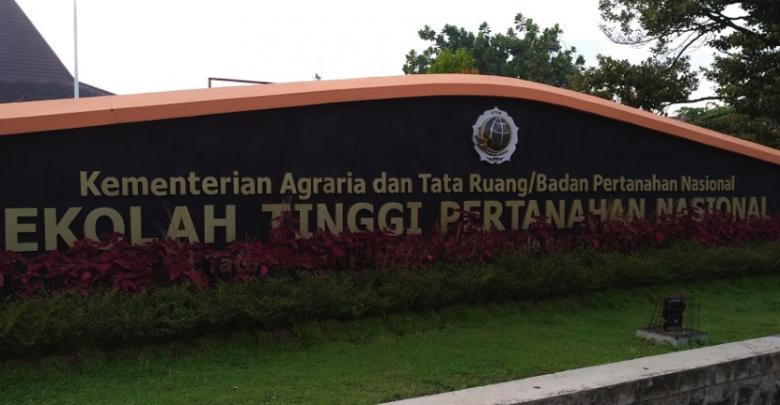 Kementerian Agraria dan Tata Ruang/Badan Pertanahan Nasional
EKOLAH TINGGI PERTANAHAN NASIONAL